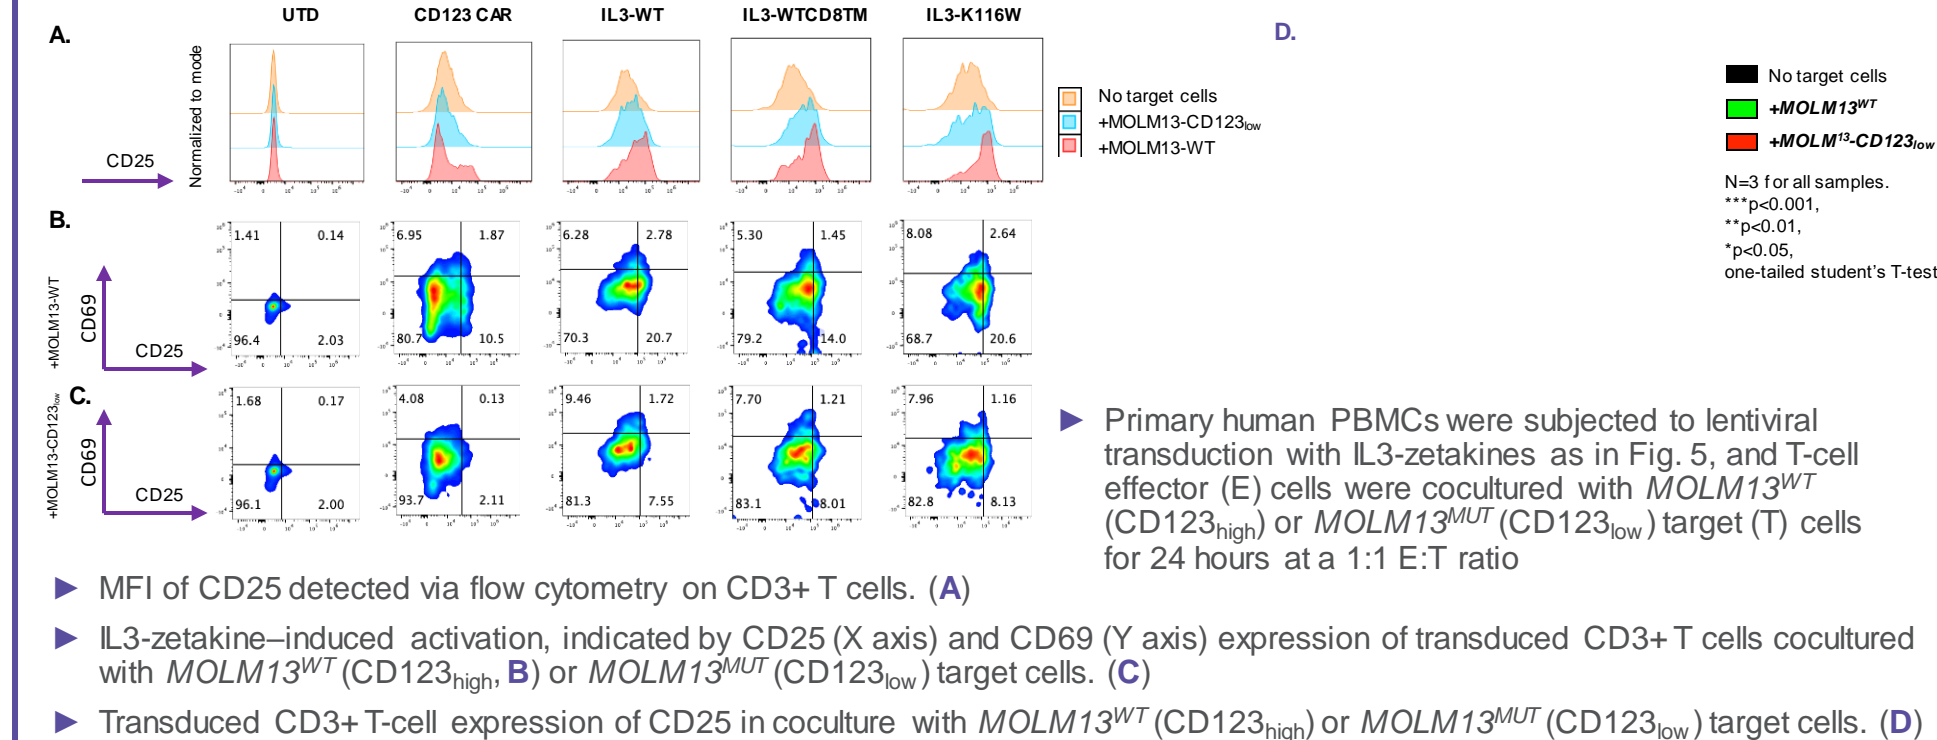 UTD
CD123 CAR
IL3-WT
IL3-WTCD8TM
IL3-K116W
A.
Normalized to mode
CD25
No target cells
+MOLM13-CD123low
+MOLM13-WT
D.
No target cells
+MOLM13WT
+MOLM13-CD123low
N=3 for all samples.
***p<0.001,
**p<0.01,
*p<0.05,
one-tailed student's T-test
B.
+MOLM13-WT
CD69
CD25
1.41 0.14
96.4 2.03
6.95 1.87
80.7 10.5
6.28 2.78
70.3 20.7
5.30 1.45
79.2 14.0
8.08 2.64
68.7 20.6
C.
+MOLM13-CD123low
CD69
CD25
1.68 0.17
96.1 2.00
4.08 0.13
93.7 2.11
9.46 1.72
81.3 7.55
7.70 1.21
83.1 8.01
7.96 1.16
82.8 8.13
► Primary human PBMCs were subjected to lentiviral
transduction with IL3-zetakines as in Fig. 5, and T-cell
effector (E) cells were cocultured with MOLM13WT
(CD123high) or MOLM13MUT (CD123low) target (T) cells
for 24 hours at a 1:1 E:T ratio
► MFI of CD25 detected via flow cytometry on CD3+ T cells. (A)
► IL3-zetakine–induced activation, indicated by CD25 (X axis) and CD69 (Y axis) expression of transduced CD3+ T cells cocultured
with MOLM13WT (CD123high, B) or MOLM13MUT (CD123low) target cells. (C)
► Transduced CD3+ T-cell expression of CD25 in coculture with MOLM13WT (CD123high) or MOLM13MUT (CD123low) target cells. (D)